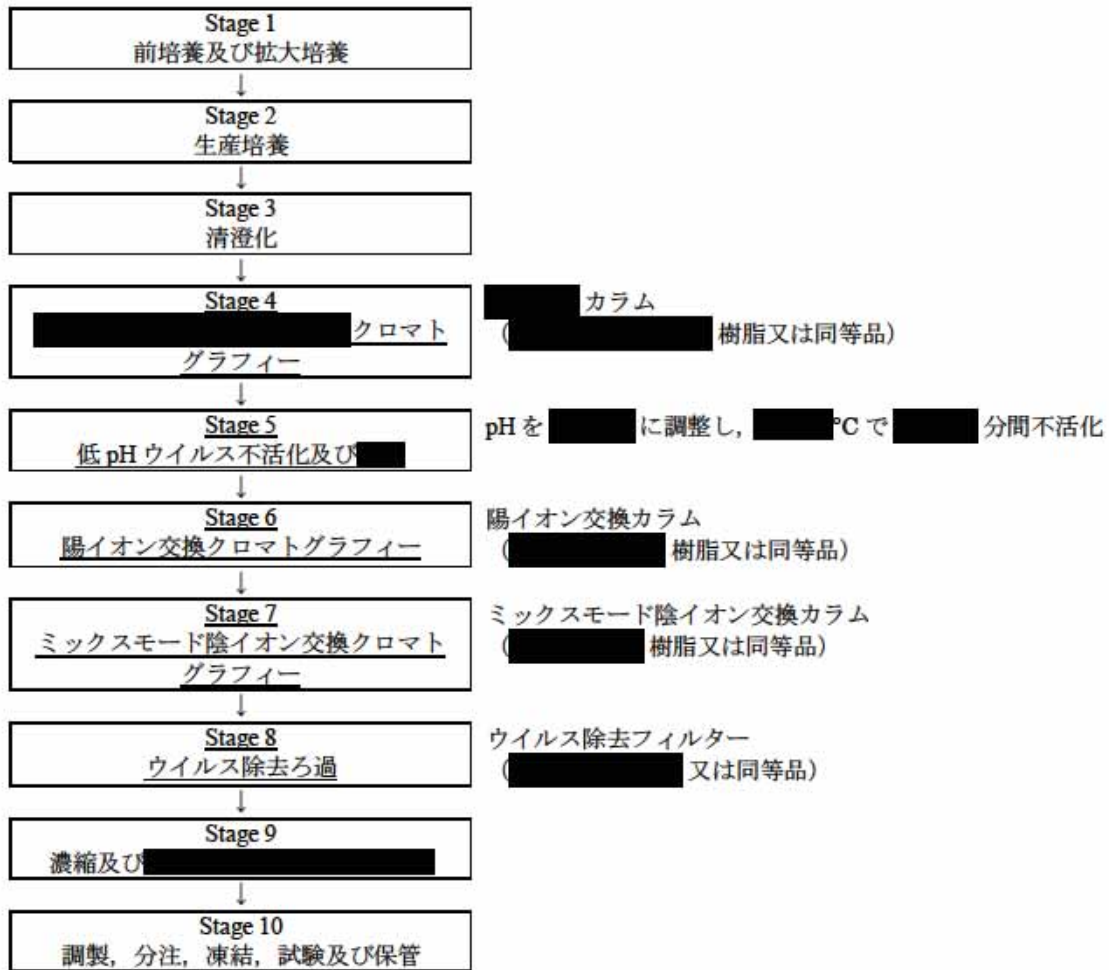 Stage 1
前培養及び拡大培養
↓
Stage 2
生産培養
↓
Stage 3
清澄化
↓
Stage 4
クロマト
グラフィー
カラム
( 樹脂又は同等品）
↓
Stage 5
低 pH ウイルス不活化及び
pH を に調整し， ℃ で 分間不活化
↓
Stage 6
陽イオン交換クロマトグラフィー
陽イオン交換カラム
( 樹脂又は同等品）
↓
Stage 7
ミックスモード陰イオン交換クロマト
グラフィー
ミックスモード陰イオン交換カラム
( 樹脂又は同等品）
↓
Stage 8
ウイルス除去ろ過
ウイルス除去フィルター
( 又は同等品）
↓
Stage 9
濃縮及び
↓
Stage 10
調製，分注，凍結，試験及び保管